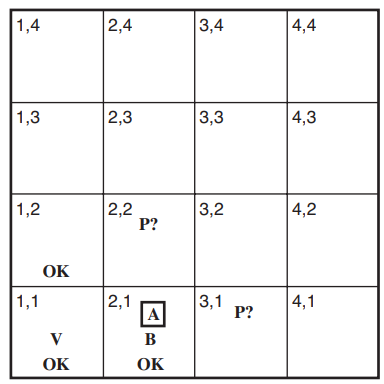 1,4 2,4 3,4 4,4
1,3 2,3 3,3 4,3
1,2 2,2 3,2 4,2
P?
OK
1,1 2,1 A 3,1 P? 4,1
V B
OK OK